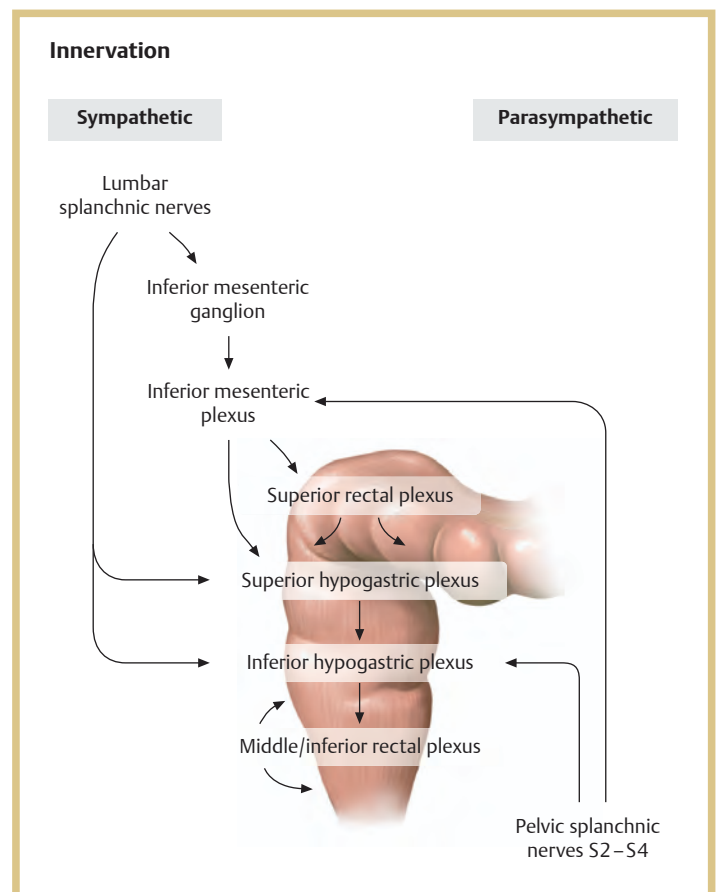 Innervation
Sympathetic
Parasympathetic
Lumbar
splanchnic nerves
Inferior mesenteric
ganglion
Inferior mesenteric
plexus
Superior rectal plexus
Superior hypogastric plexus
Inferior hypogastric plexus
Middle/inferior rectal plexus
Pelvic splanchnic
nerves S2–S4